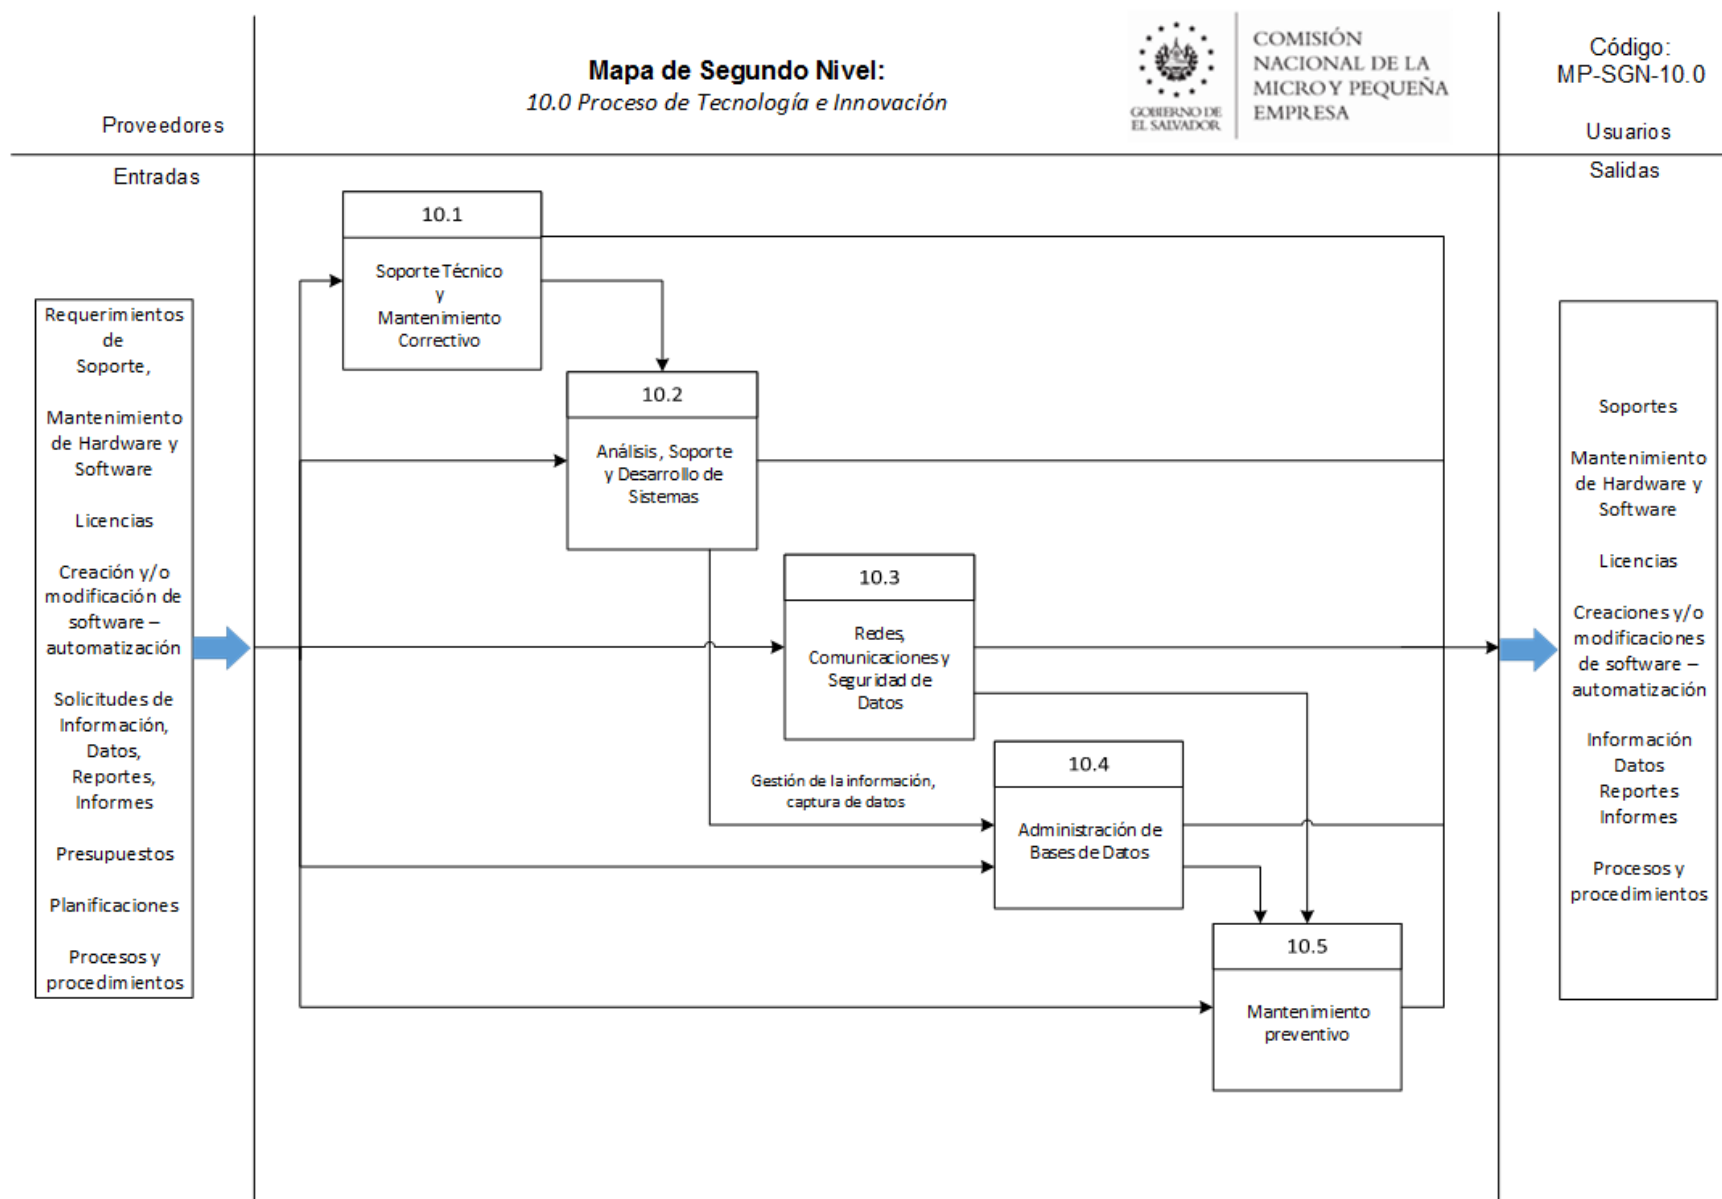 Mapa de Segundo Nivel:
10.0 Proceso de Tecnología e Innovación
GOBIERNO DE
EL SALVADOR
COMISIÓN
NACIONAL DE LA
MICRO Y PEQUEÑA
EMPRESA
Código:
MP-SGN-10.0
Proveedores
Usuarios
Entradas
Salidas
Requerimientos
de
Soporte,
Mantenimiento
de Hardware y
Software
Licencias
Creación y/o
modificación de
software –
automatización
Solicitudes de
Información,
Datos,
Reportes,
Informes
Presupuestos
Planificaciones
Procesos y
procedimientos
10.1
Soporte Técnico
y
Mantenimiento
Correctivo
10.2
Análisis, Soporte
y Desarrollo de
Sistemas
10.3
Redes,
Comunicaciones y
Seguridad de
Datos
Gestión de la información,
captura de datos
10.4
Administración de
Bases de Datos
10.5
Mantenimiento
preventivo
Soportes
Mantenimiento
de Hardware y
Software
Licencias
Creaciones y/o
modificaciones
de software –
automatización
Información
Datos
Reportes
Informes
Procesos y
procedimientos